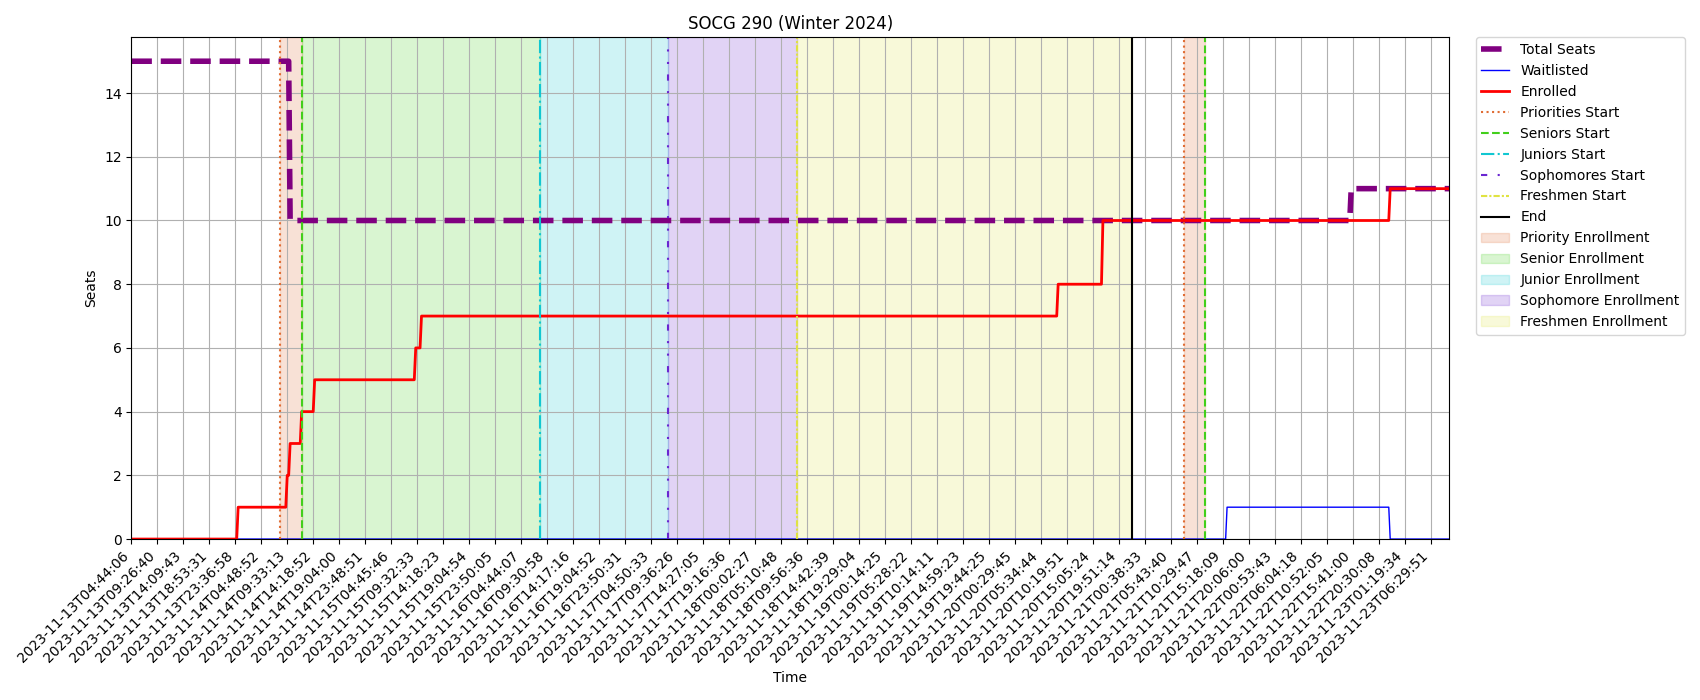 SOCG 290 (Winter 2024)
Total Seats
Waitlisted
Enrolled
Priorities Start
Seniors Start
Juniors Start
Sophomores Start
Freshmen Start
End
Priority Enrollment
Senior Enrollment
Junior Enrollment
Sophomore Enrollment
Freshmen Enrollment
Seats
14
12
10
8
6
4
2
0
2023-11-13T04:44:06
2023-11-13T09:26:40
2023-11-13T14:09:43
2023-11-13T18:53:31
2023-11-13T23:36:58
2023-11-14T04:48:52
2023-11-14T09:33:13
2023-11-14T14:18:52
2023-11-14T19:04:00
2023-11-14T23:48:51
2023-11-15T04:45:46
2023-11-15T09:32:33
2023-11-15T14:18:23
2023-11-15T19:04:54
2023-11-15T23:50:05
2023-11-16T04:44:07
2023-11-16T09:30:58
2023-11-16T14:17:16
2023-11-16T19:04:52
2023-11-16T23:50:31
2023-11-17T04:50:33
2023-11-17T09:36:26
2023-11-17T14:27:05
2023-11-17T19:16:36
2023-11-18T00:02:27
2023-11-18T05:10:48
2023-11-18T09:56:36
2023-11-18T14:42:39
2023-11-18T19:29:04
2023-11-19T00:14:25
2023-11-19T05:28:22
2023-11-19T10:14:11
2023-11-19T14:59:23
2023-11-19T19:44:25
2023-11-20T00:29:45
2023-11-20T05:34:44
2023-11-20T10:19:51
2023-11-20T15:05:24
2023-11-20T19:51:14
2023-11-21T00:38:33
2023-11-21T05:43:40
2023-11-21T10:29:47
2023-11-21T15:18:09
2023-11-21T20:06:00
2023-11-22T00:53:43
2023-11-22T06:04:18
2023-11-22T10:52:05
2023-11-22T15:41:00
2023-11-22T20:30:08
2023-11-23T01:19:34
2023-11-23T06:29:51
Time